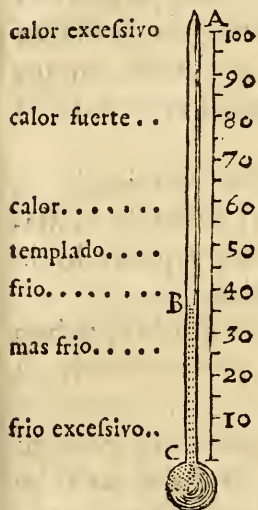 A
calor exceſsivo 100
90
calor fuerte . . 80
70
calor. . . . . . . 60
templado. . . . 50
frio. . . . . . . . 40
B
mas frio. . . . . 30
20
frio exceſsivo. . 10
C